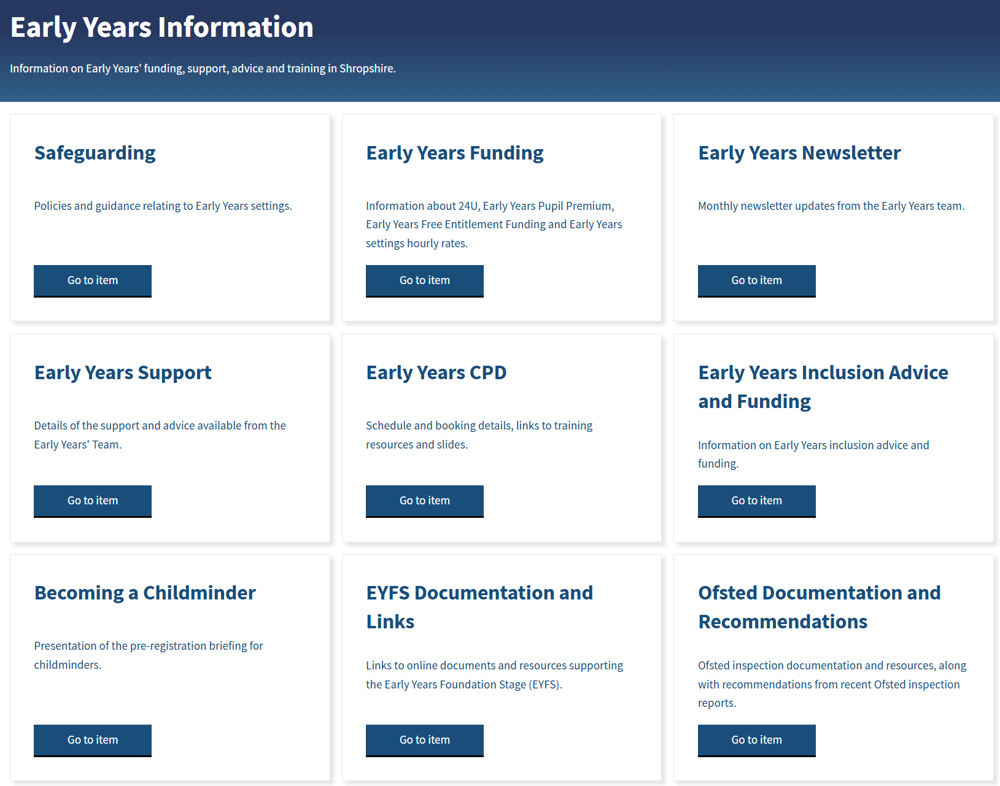 Early Years Information
Information on Early Years' funding, support, advice and training in Shropshire.
Safeguarding
Policies and guidance relating to Early Years settings.
Go to item
Early Years Funding
Information about 24U, Early Years Pupil Premium,
Early Years Free Entitlement Funding and Early Years
settings hourly rates.
Go to item
Early Years Newsletter
Monthly newsletter updates from the Early Years team.
Go to item
Early Years Support
Details of the support and advice available from the
Early Years' Team.
Go to item
Early Years CPD
Schedule and booking details, links to training
resources and slides.
Go to item
Early Years Inclusion Advice
and Funding
Information on Early Years inclusion advice and
funding.
Go to item
Becoming a Childminder
Presentation of the pre-registration briefing for
childminders.
Go to item
EYFS Documentation and
Links
Links to online documents and resources supporting
the Early Years Foundation Stage (EYFS).
Go to item
Ofsted Documentation and
Recommendations
Ofsted inspection documentation and resources, along
with recommendations from recent Ofsted inspection
reports.
Go to item